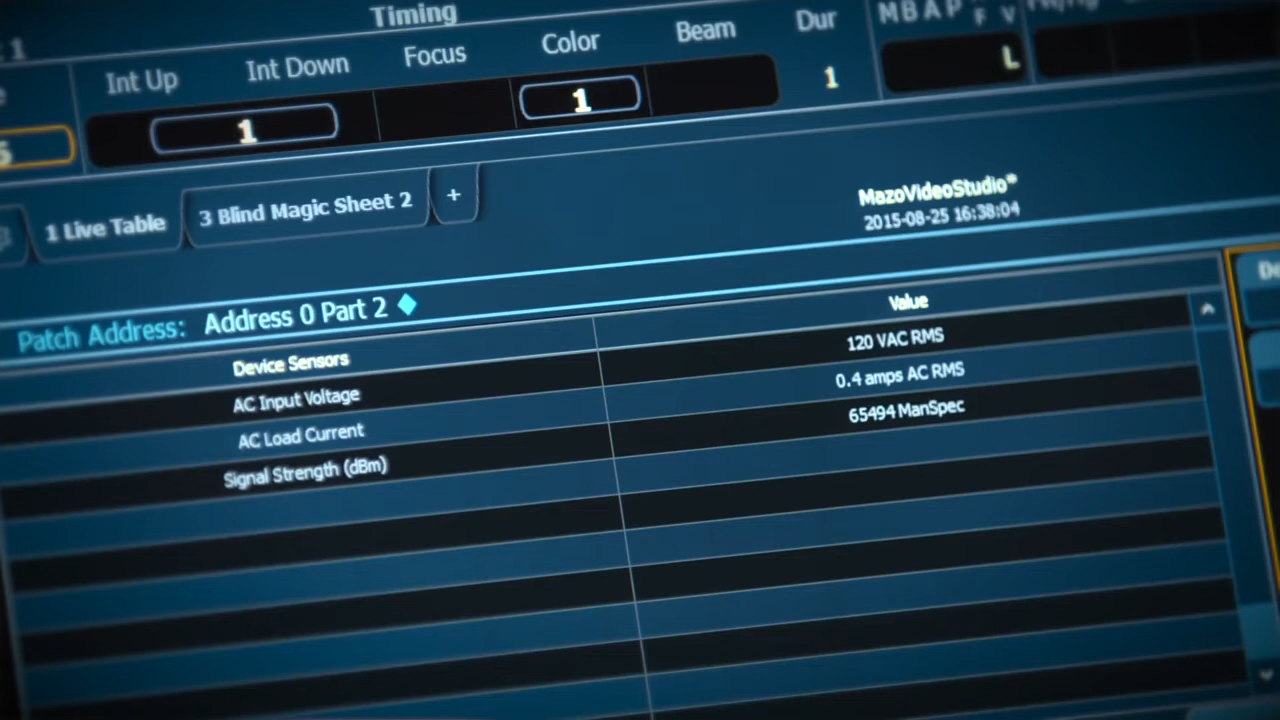 Timing
Int Up Int Down Focus Color Beam Dur M B A P F V
1 1 1 L
1 Live Table 3 Blind Magic Sheet 2 +
MazoVideoStudio*
2015-08-25 16:38:04
Patch Address: Address 0 Part 2
Device Sensors Value
AC Input Voltage 120 VAC RMS
AC Load Current 0.4 amps AC RMS
Signal Strength (dBm) 65494 ManSpec